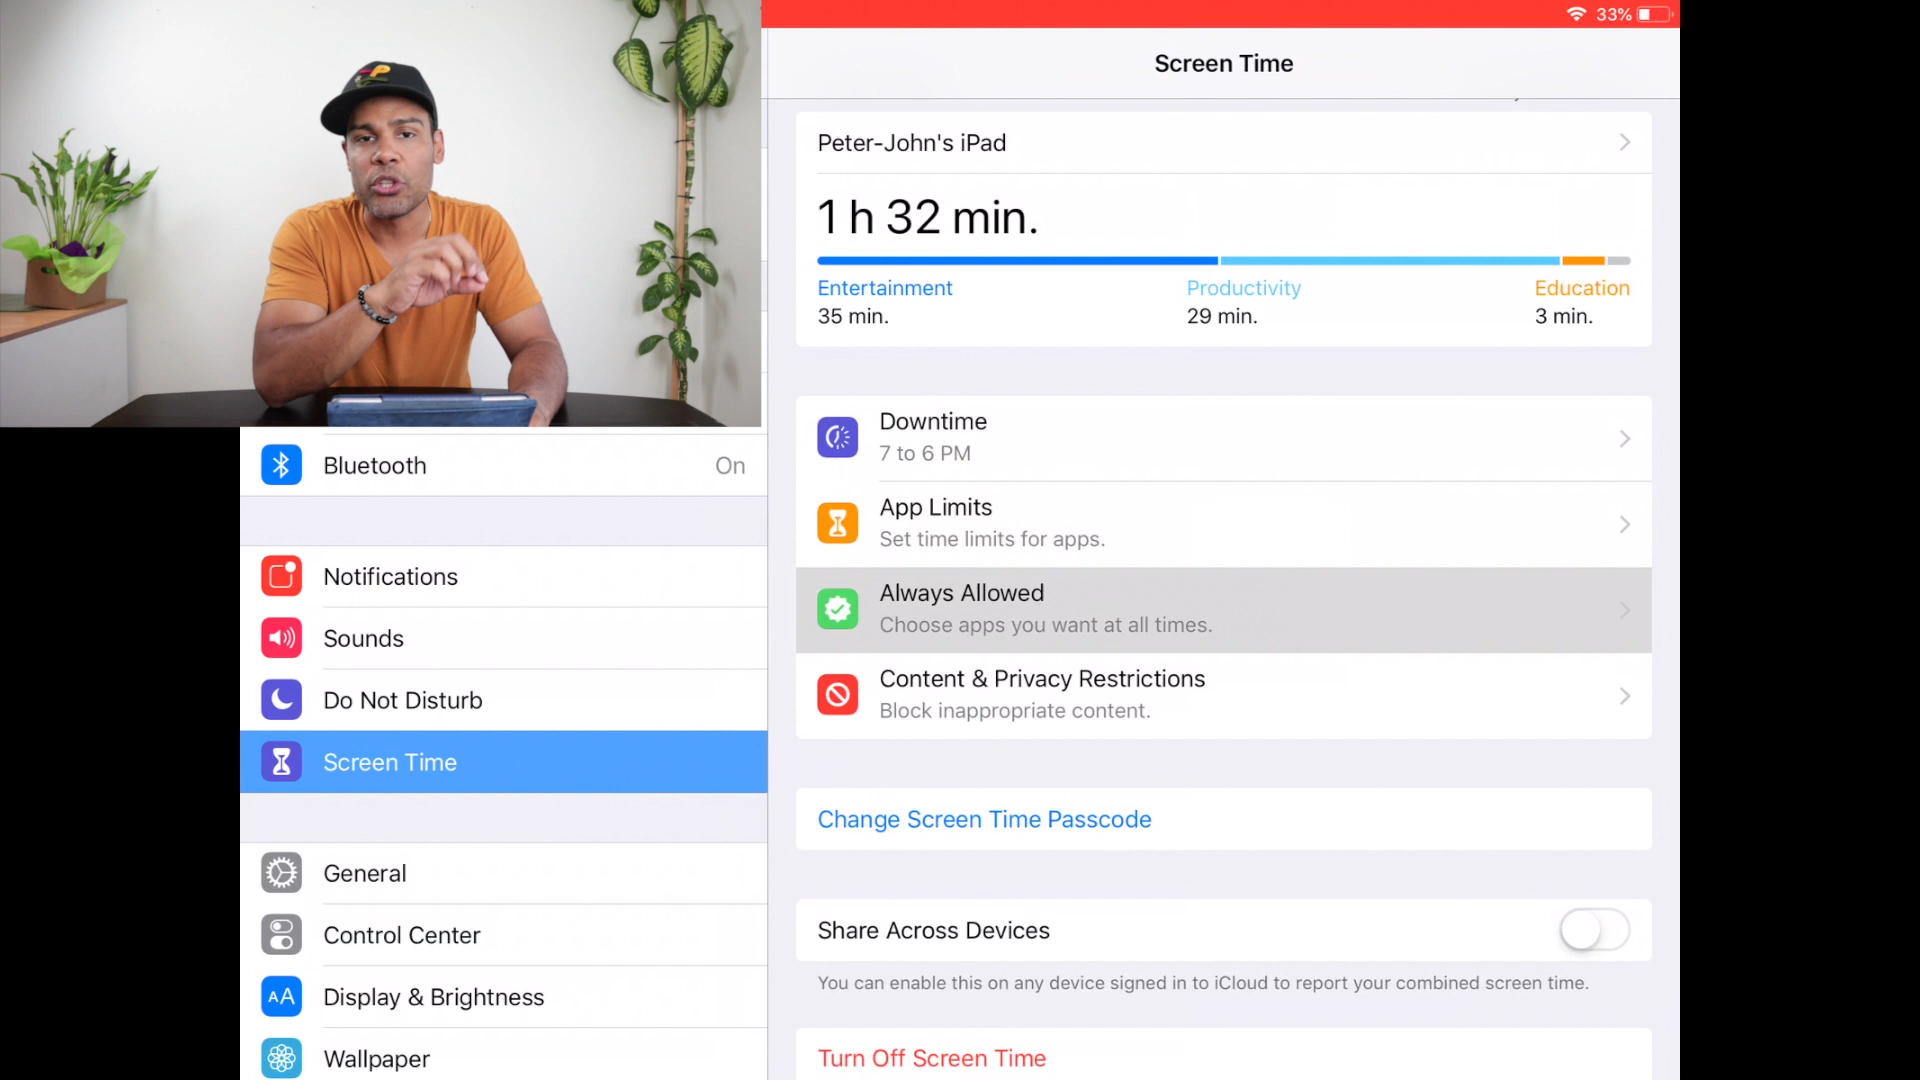 33%
Screen Time
Peter-John's iPad
1 h 32 min.
Entertainment
Productivity
Education
35 min.
29 min.
3 min.
Downtime
7 to 6 PM
App Limits
Set time limits for apps.
Always Allowed
Choose apps you want at all times.
Content & Privacy Restrictions
Block inappropriate content.
Change Screen Time Passcode
Share Across Devices
You can enable this on any device signed in to iCloud to report your combined screen time.
Turn Off Screen Time
Bluetooth
On
Notifications
Sounds
Do Not Disturb
Screen Time
General
Control Center
AA
Display & Brightness
Wallpaper
P